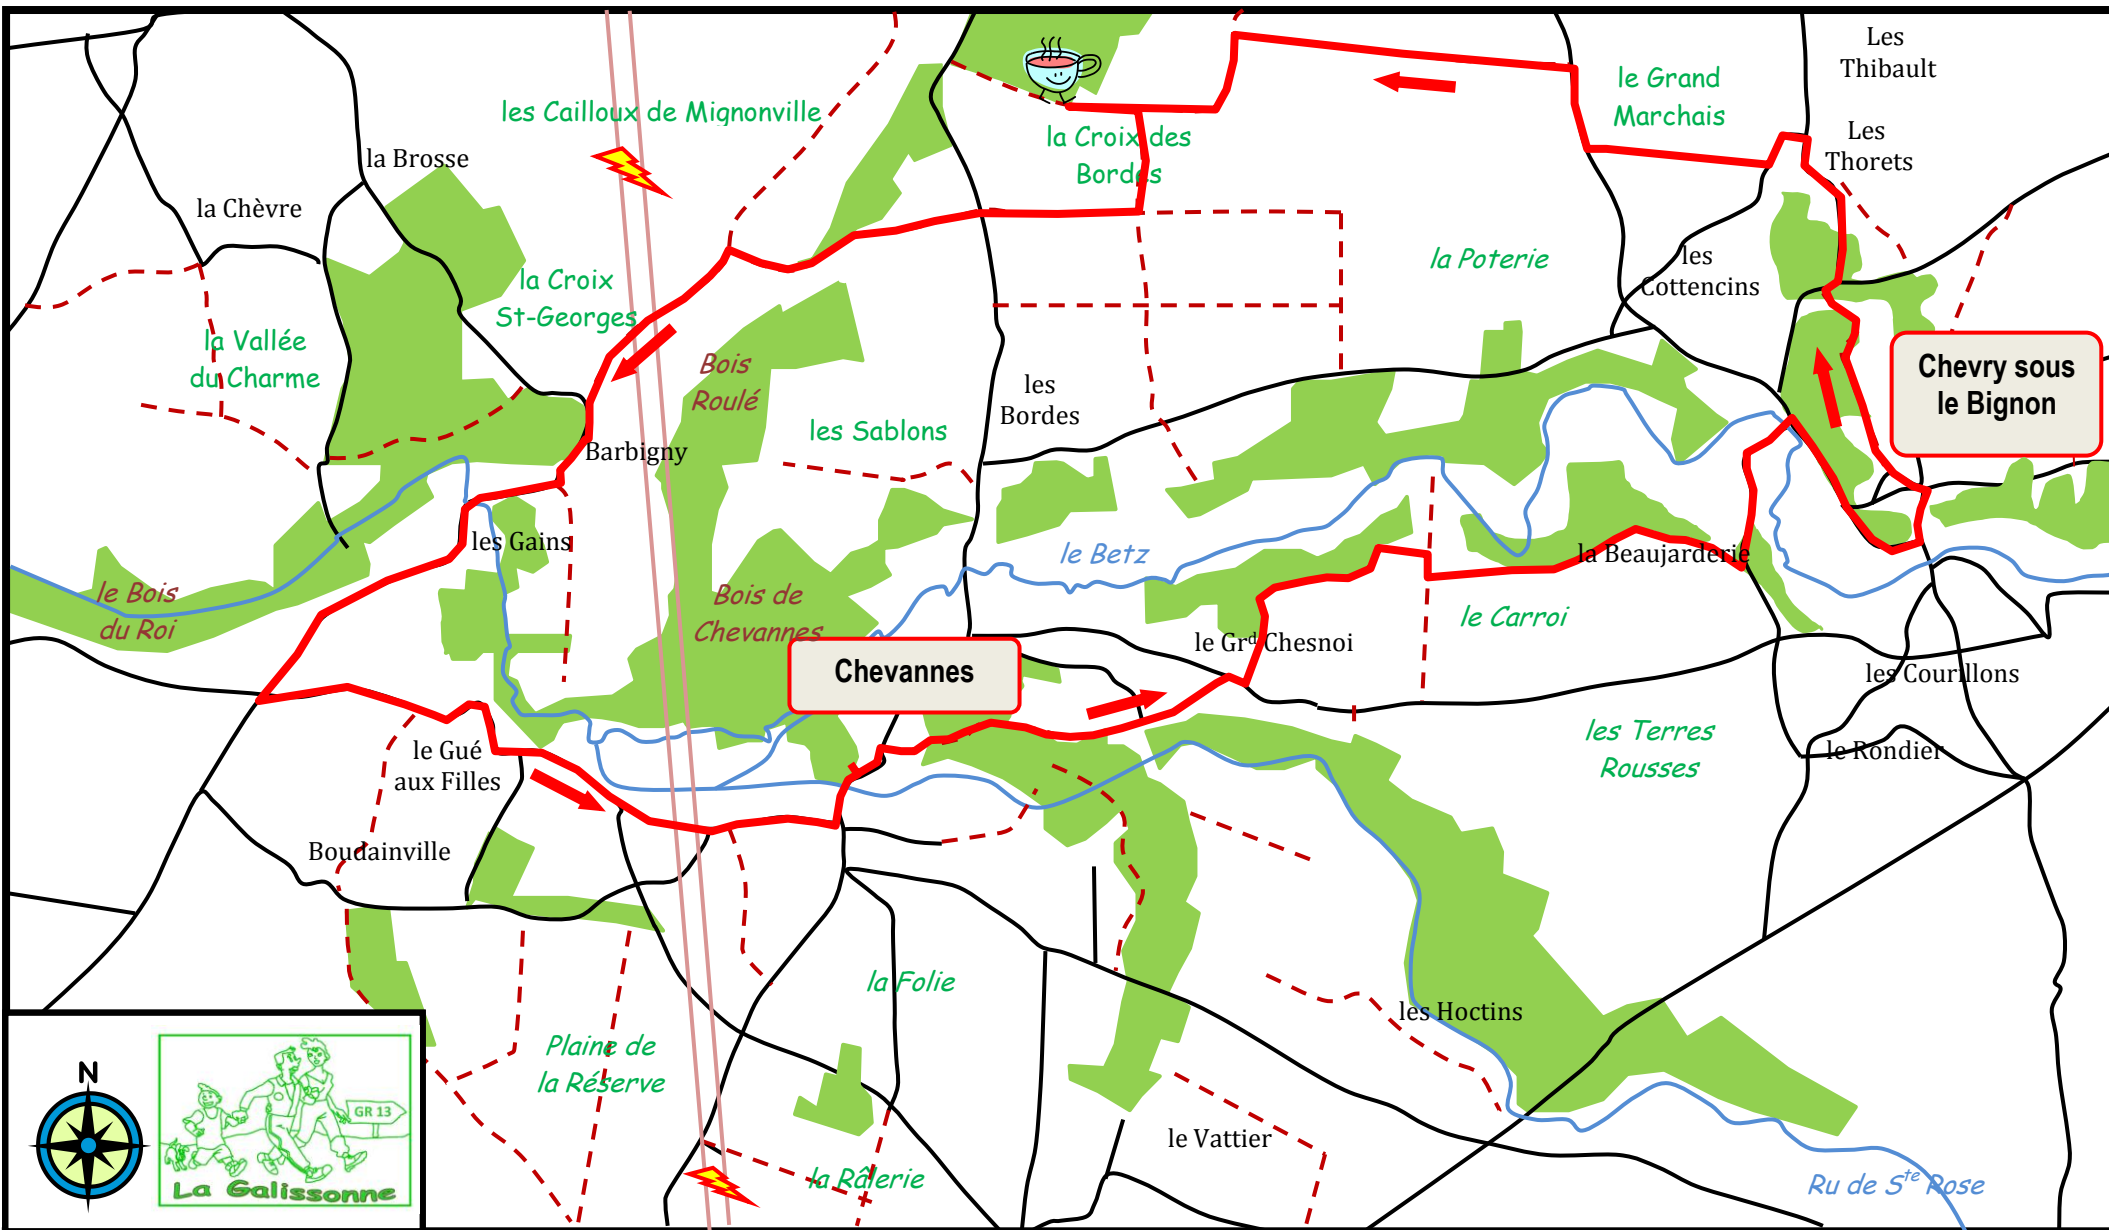 Les
Thibault
le Grand
Marchais
les Cailloux de Mignonville
la Croix des
Bordes
Les
Thorets
la Brosse
la Chèvre
la Poterie
les
Cottencins
la Croix
St-Georges
la Vallée
du Charme
Bois
Roulé
les
Bordes
Chevry sous
le Bignon
les Sablons
Barbigny
les Gains
le Betz
la Beaujarderie
le Bois
du Roi
Bois de
Chevannes
le Carroi
le Grd Chesnoi
Chevannes
les Courillons
les Terres
Rousses
le Rondier
le Gué
aux Filles
Boudainville
la Folie
les Hoctins
Plaine de
la Réserve
N
GR 13
La Galissonne
le Vattier
la Râlerie
Ru de Ste Rose